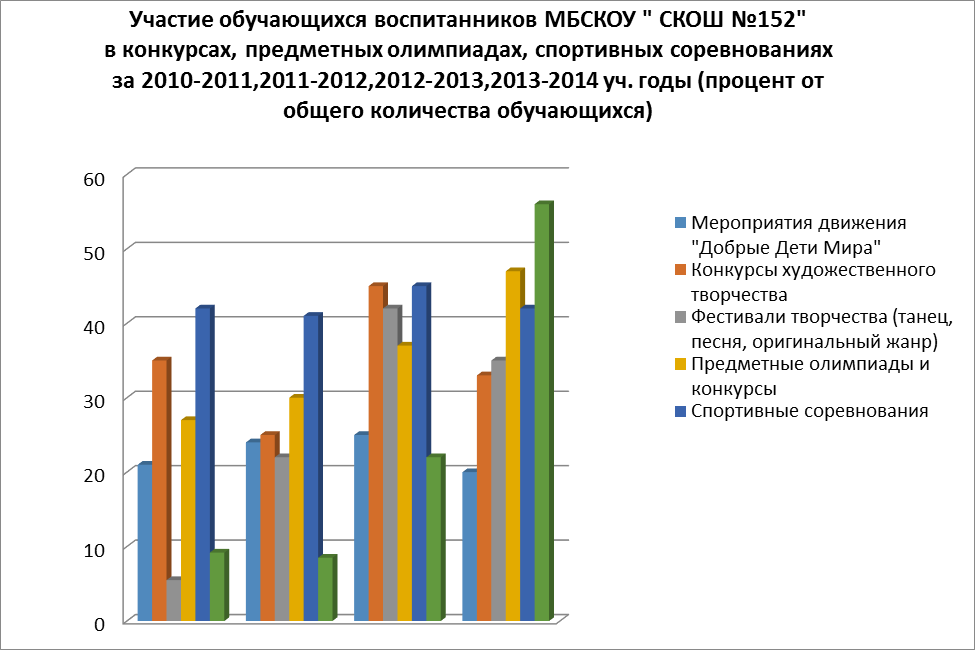 Участие обучающихся воспитанников МБСКОУ " СКОШ №152"
в конкурсах, предметных олимпиадах, спортивных соревнованиях
за 2010-2011,2011-2012,2012-2013,2013-2014 уч. годы (процент от
общего количества обучающихся)
60
50
40
30
20
10
0
Мероприятия движения
"Добрые Дети Мира"
Конкурсы художественного
творчества
Фестивали творчества (танец,
песня, оригинальный жанр)
Предметные олимпиады и
конкурсы
Спортивные соревнования